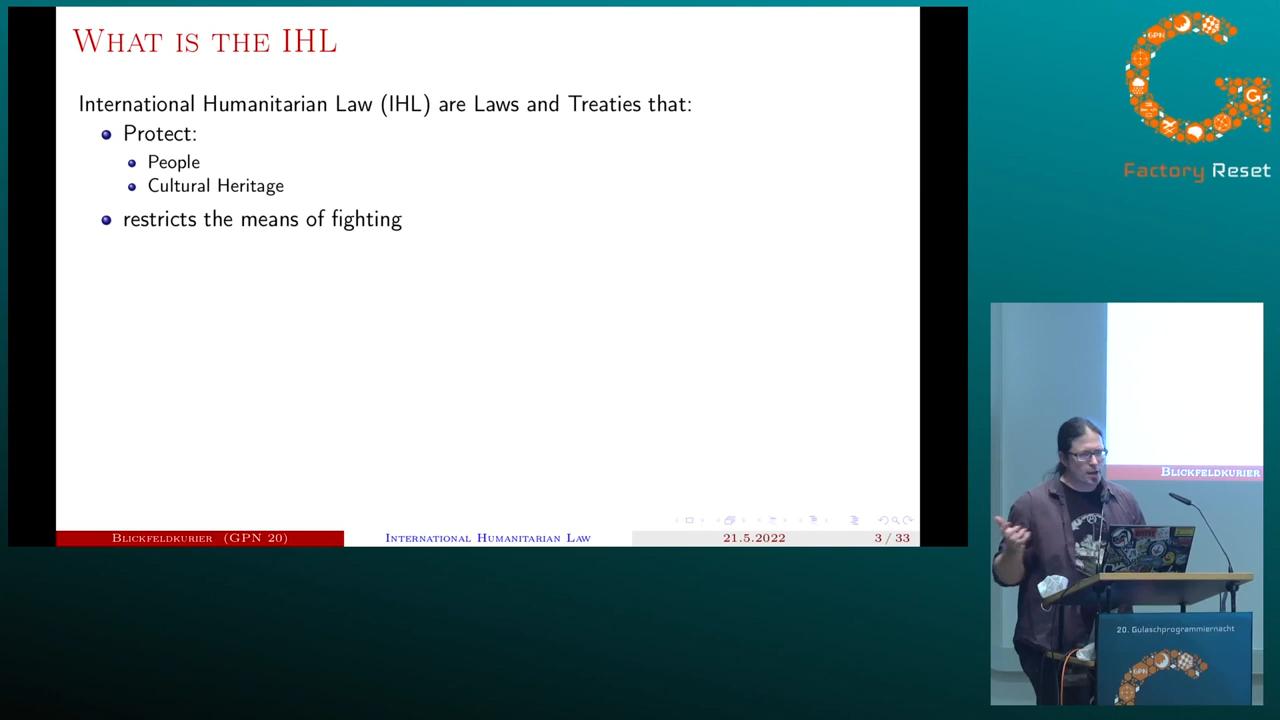 What is the IHL
International Humanitarian Law (IHL) are Laws and Treaties that:
Protect:
People
Cultural Heritage
restricts the means of fighting
Blickfeldkurier (GPN 20)
International Humanitarian Law
21.5.2022
3 / 33
GPN
G
Factory Reset
Blickfeldkurier
20. Gulaschprogrammiernacht
GPN